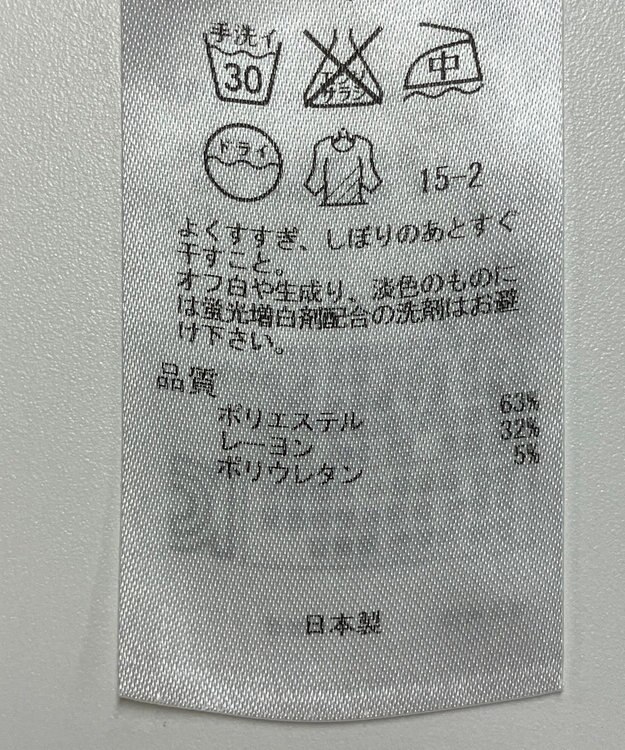 手洗イ
30
エンソ
サラシ
中
ドライ
15-2
よくすすぎ、しぼりのあとすぐ
干すこと。
オフ白や生成り、淡色のものに
は蛍光増白剤配合の洗剤はお避
け下さい。
品質
ポリエステル 63%
レーヨン 32%
ポリウレタン 5%
日本製